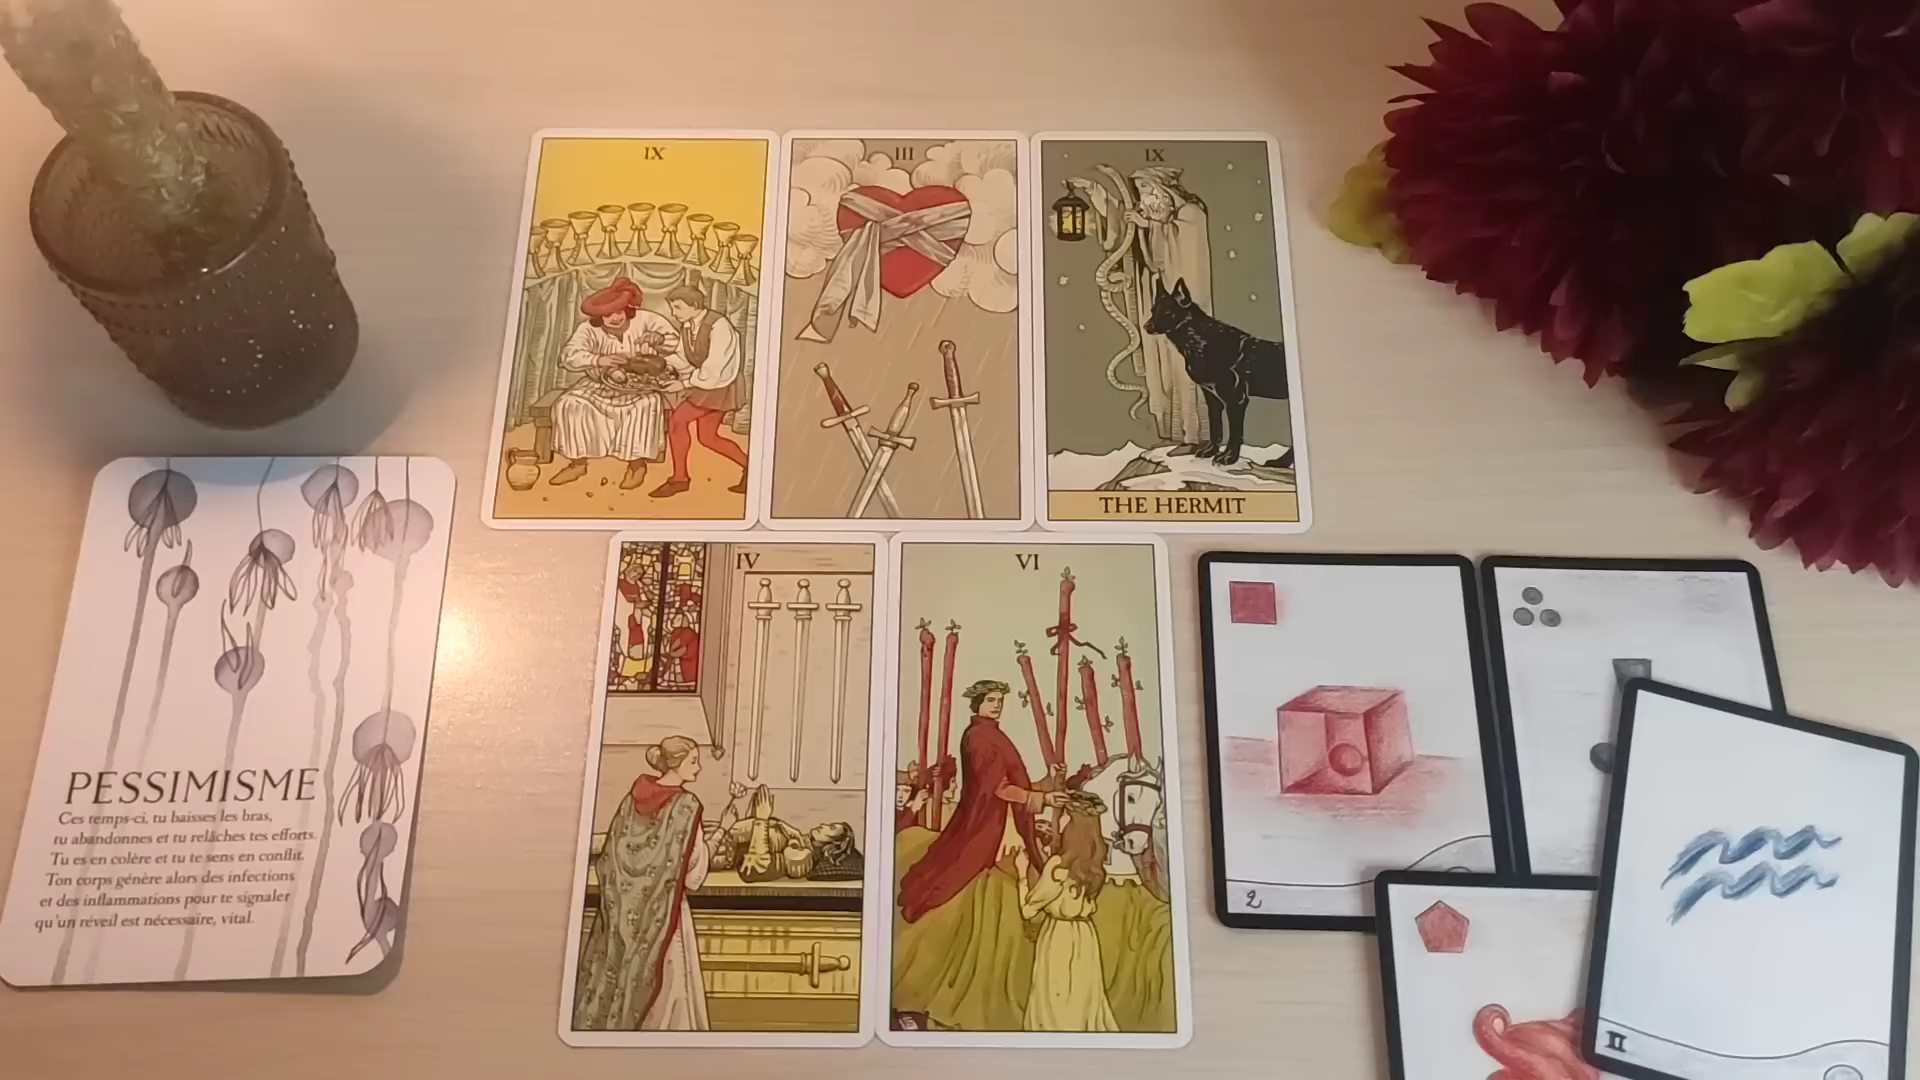 IX
III
IX
THE HERMIT
IV
VI
PESSIMISME
Ces temps-ci, tu baisses les bras,
tu abandonnes et tu relâches tes efforts.
Tu es en colère et tu te sens en conflit.
Ton corps génère alors des infections
et des inflammations pour te signaler
qu'un réveil est nécessaire, vital.
2
II